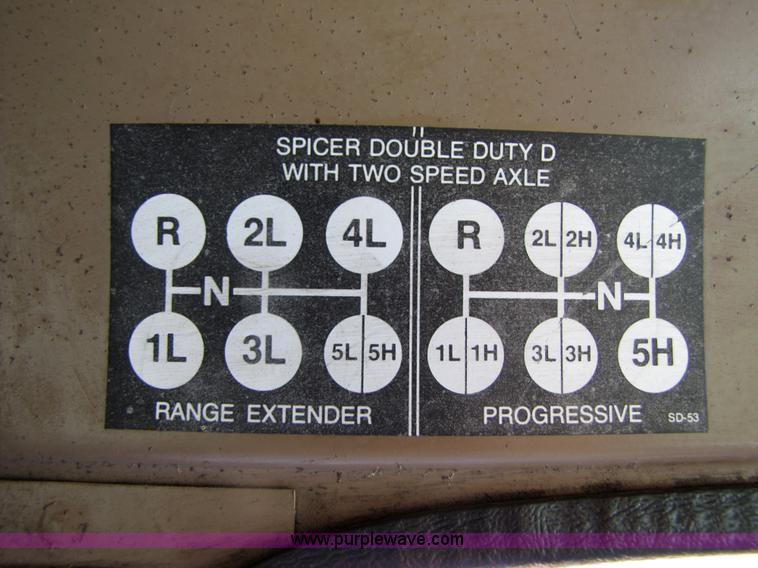 SPICER DOUBLE DUTY D
WITH TWO SPEED AXLE
R 2L 4L
N
1L 3L 5L 5H
RANGE EXTENDER
R 2L 2H 4L 4H
N
1L 1H 3L 3H 5H
PROGRESSIVE
SD-53
www.purplewave.com